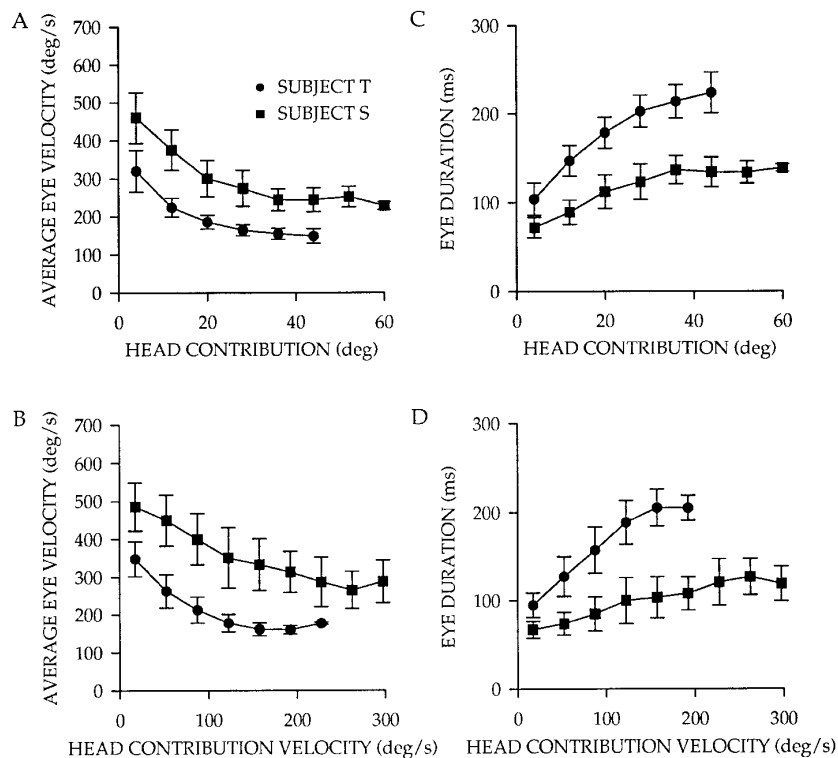 A
AVERAGE EYE VELOCITY (deg/s)
700
600
500
400
300
200
100
0
0 20 40 60
HEAD CONTRIBUTION (deg)
SUBJECT T
SUBJECT S
C
EYE DURATION (ms)
300
200
100
0
0 20 40 60
HEAD CONTRIBUTION (deg)
B
AVERAGE EYE VELOCITY (deg/s)
700
600
500
400
300
200
100
0
0 100 200 300
HEAD CONTRIBUTION VELOCITY (deg/s)
D
EYE DURATION (ms)
300
200
100
0
0 100 200 300
HEAD CONTRIBUTION VELOCITY (deg/s)